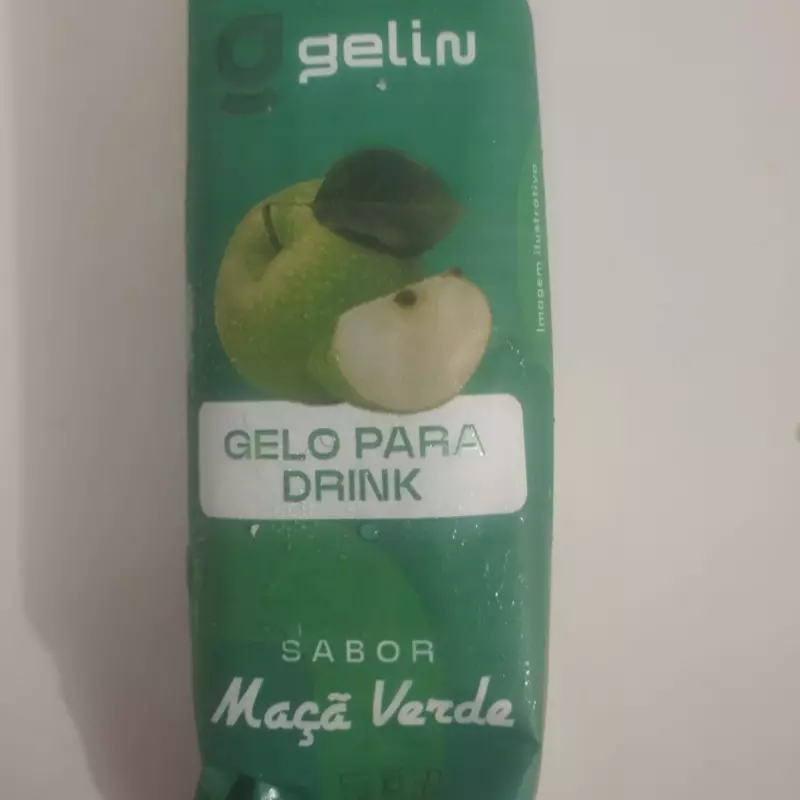 gelin
Imagem ilustrativa
GELO PARA
DRINK
SABOR
Maçã Verde